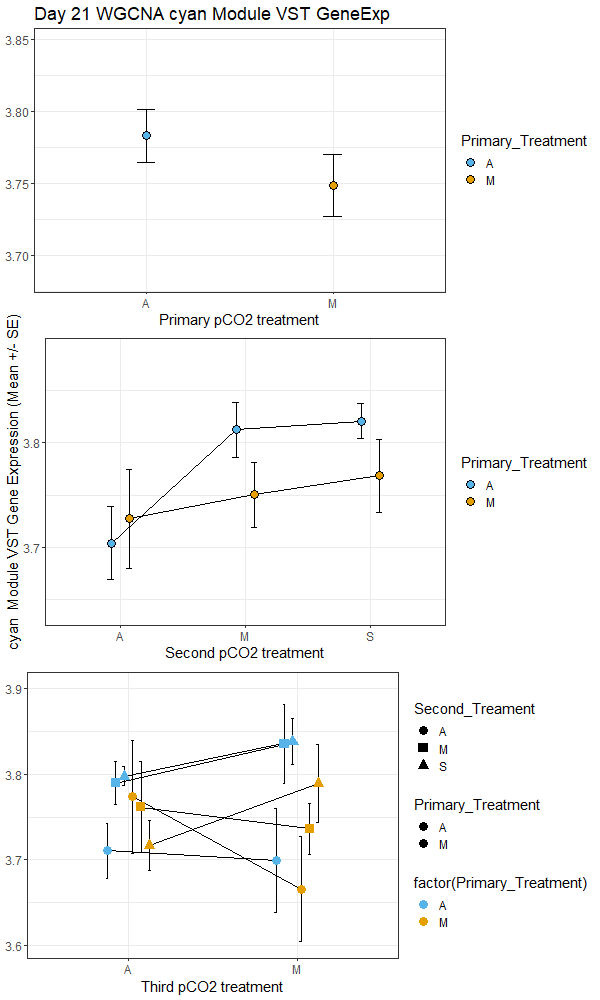 Day 21 WGCNA cyan Module VST GeneExp
3.85
3.80
3.75
3.70
A
M
Primary pCO2 treatment
Primary_Treatment
A
M
cyan  Module VST Gene Expression (Mean +/- SE)
3.8
3.7
A
M
S
Second pCO2 treatment
Primary_Treatment
A
M
3.9
3.8
3.7
3.6
A
M
Third pCO2 treatment
Second_Treament
A
M
S
Primary_Treatment
A
M
factor(Primary_Treatment)
A
M